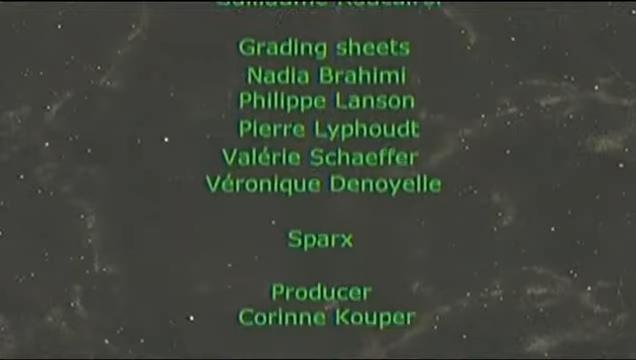 Grading sheets
Nadia Brahimi
Philippe Lanson
Pierre Lyphoudt
Valérie Schaeffer
Véronique Denoyelle
Sparx
Producer
Corinne Kouper